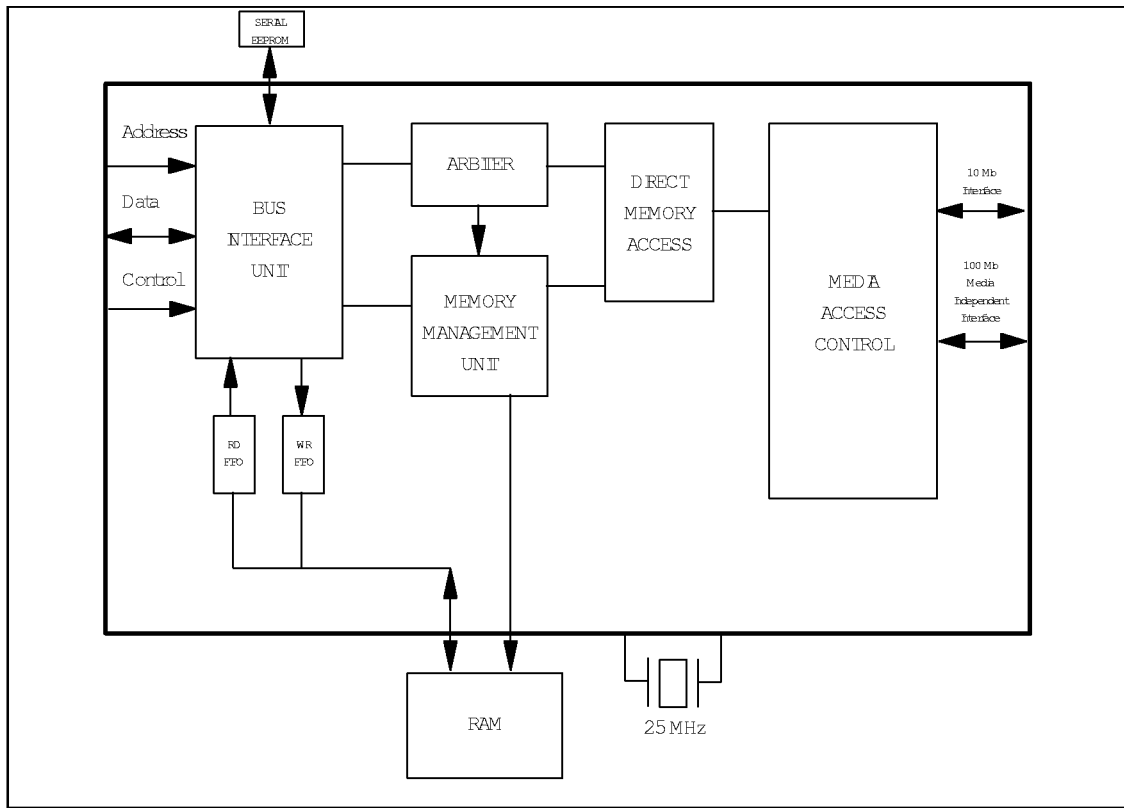 SERIAL
EEPROM
Address
Data
Control
BUS
INTERFACE
UNIT
ARBITER
DIRECT
MEMORY
ACCESS
MEMORY
MANAGEMENT
UNIT
MEDIA
ACCESS
CONTROL
10 Mb
Interface
100 Mb
Media
Independent
Interface
RD
FIFO
WR
FIFO
RAM
25 MHz